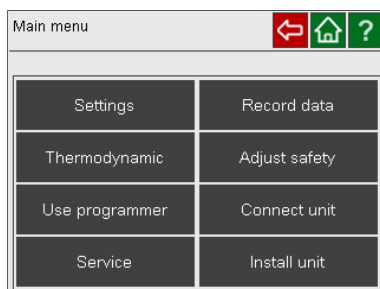 Main menu ?
Settings Record data
Thermodynamic Adjust safety
Use programmer Connect unit
Service Install unit